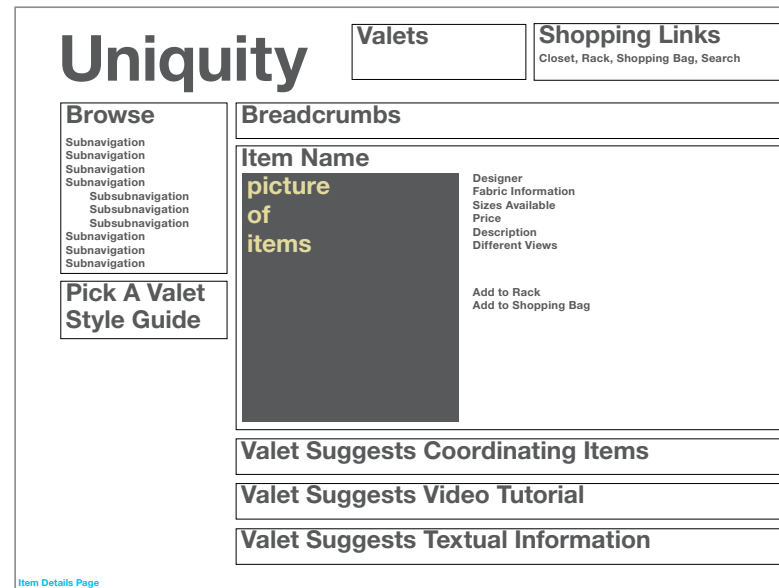 Uniquity
Valets
Shopping Links
Closet, Rack, Shopping Bag, Search
Browse
Subnavigation
Subnavigation
Subnavigation
Subnavigation
Subsubnavigation
Subsubnavigation
Subsubnavigation
Subnavigation
Subnavigation
Subnavigation
Pick A Valet
Style Guide
Breadcrumbs
Item Name
picture
of
items
Designer
Fabric Information
Sizes Available
Price
Description
Different Views
Add to Rack
Add to Shopping Bag
Valet Suggests Coordinating Items
Valet Suggests Video Tutorial
Valet Suggests Textual Information
Item Details Page